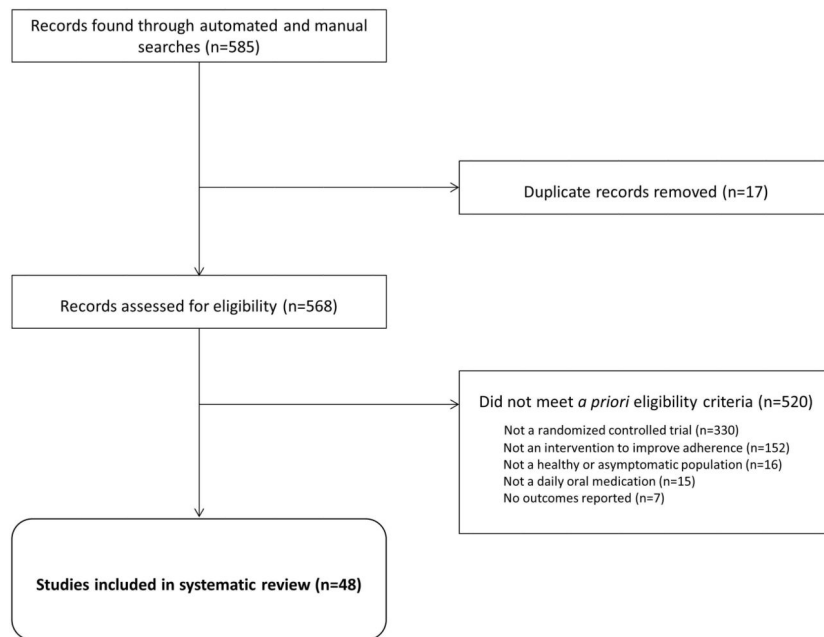 Records found through automated and manual
searches (n=585)
Duplicate records removed (n=17)
Records assessed for eligibility (n=568)
Did not meet a priori eligibility criteria (n=520)
Not a randomized controlled trial (n=330)
Not an intervention to improve adherence (n=152)
Not a healthy or asymptomatic population (n=16)
Not a daily oral medication (n=15)
No outcomes reported (n=7)
Studies included in systematic review (n=48)